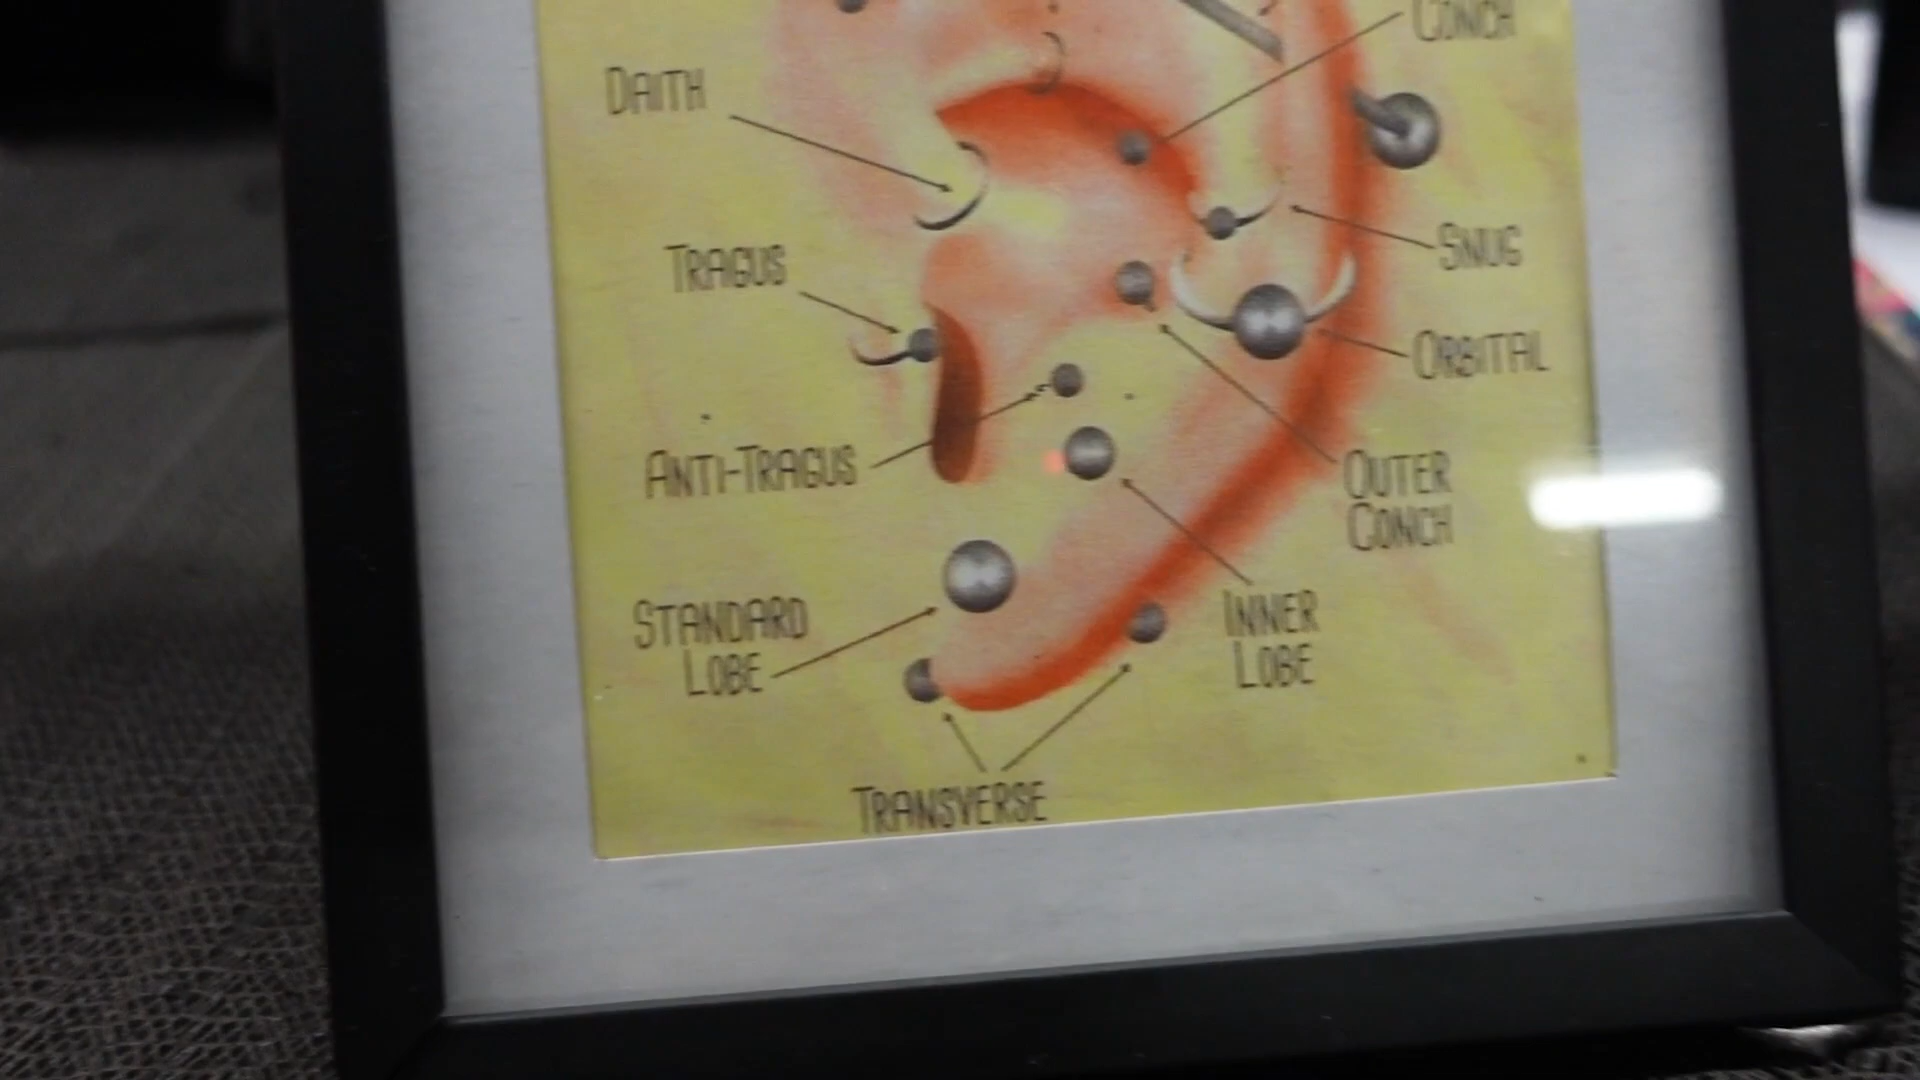 CONCH
DAITH
TRAGUS
SNUG
ORBITAL
ANTI-TRAGUS
OUTER
CONCH
STANDARD
LOBE
INNER
LOBE
TRANSVERSE